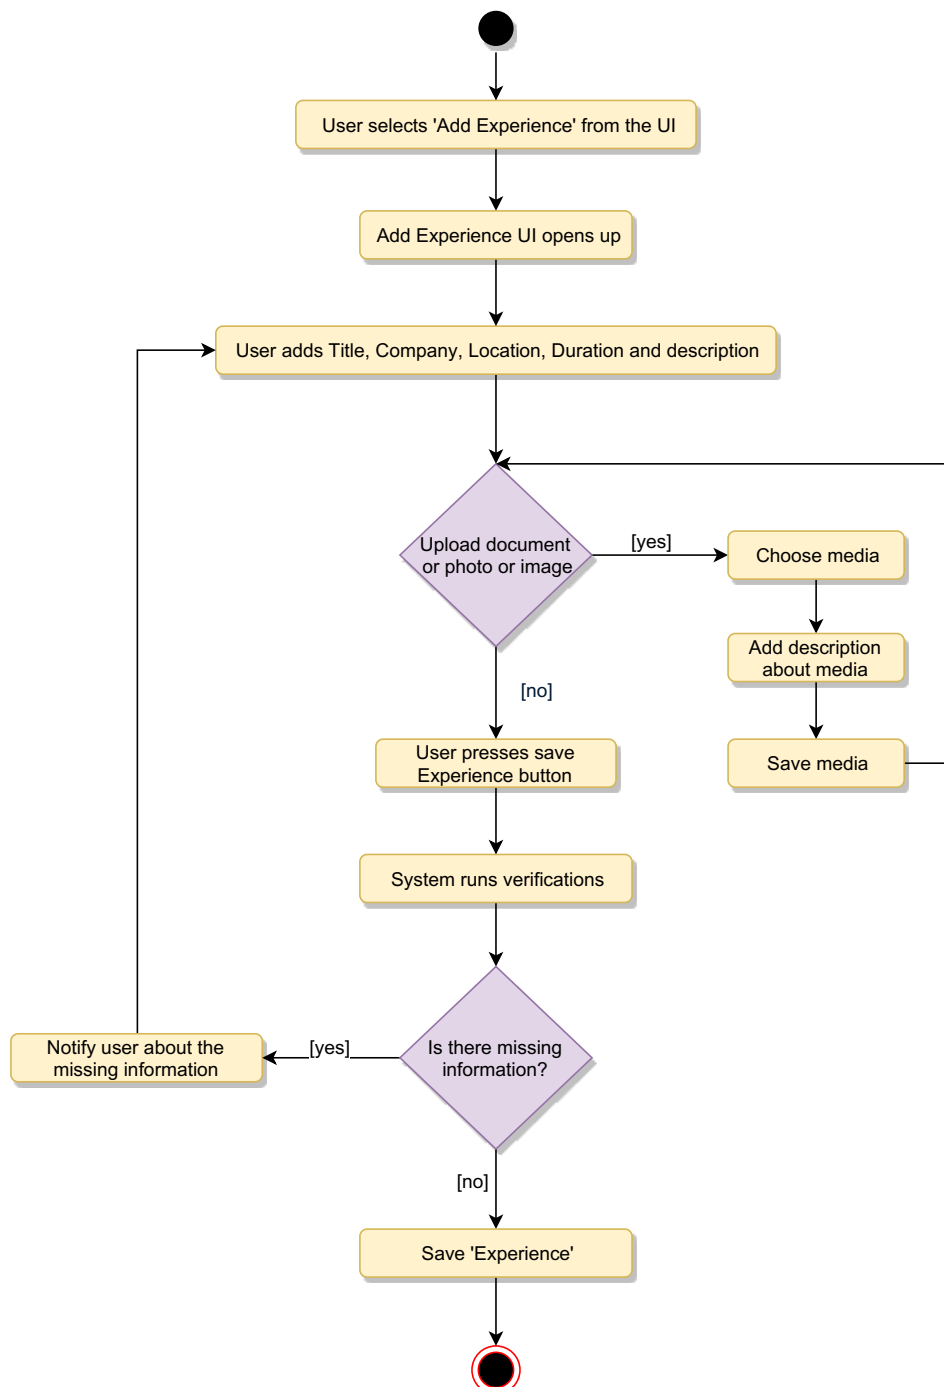 User selects 'Add Experience' from the UI
Add Experience UI opens up
User adds Title, Company, Location, Duration and description
Upload document
or photo or image
[yes]
Choose media
Add description
about media
Save media
[no]
User presses save
Experience button
System runs verifications
Is there missing
information?
[yes]
Notify user about the
missing information
[no]
Save 'Experience'